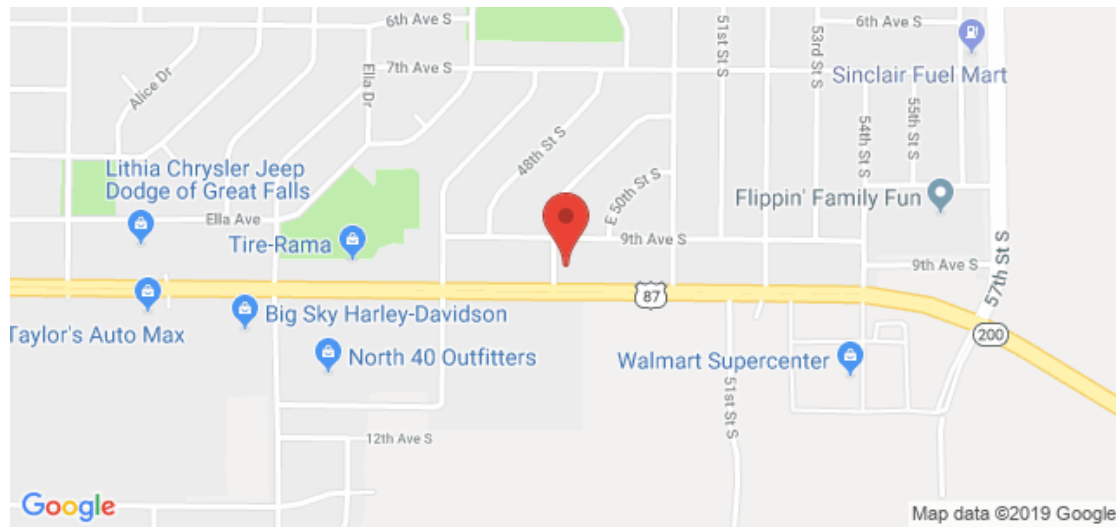 6th Ave S
6th Ave S
7th Ave S
Alice Dr
Ella Dr
51st St S
53rd St S
Sinclair Fuel Mart
48th St S
54th St S
55th St S
Lithia Chrysler Jeep
Dodge of Great Falls
E 50th St S
Flippin' Family Fun
Ella Ave
Tire-Rama
9th Ave S
9th Ave S
57th St S
87
Taylor's Auto Max
Big Sky Harley-Davidson
200
North 40 Outfitters
Walmart Supercenter
51st St S
12th Ave S
Google
Map data ©2019 Google